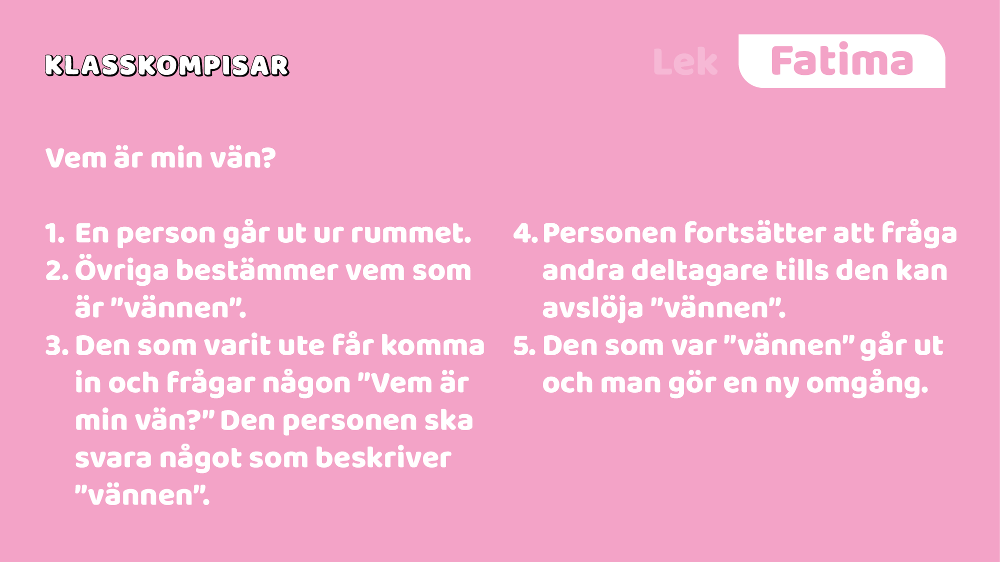 KLASSKOMPISAR
Lek Fatima
Vem är min vän?
1. En person går ut ur rummet.
2. Övriga bestämmer vem som
är ”vännen”.
3. Den som varit ute får komma
in och frågar någon ”Vem är
min vän?” Den personen ska
svara något som beskriver
”vännen”.
4. Personen fortsätter att fråga
andra deltagare tills den kan
avslöja ”vännen”.
5. Den som var ”vännen” går ut
och man gör en ny omgång.